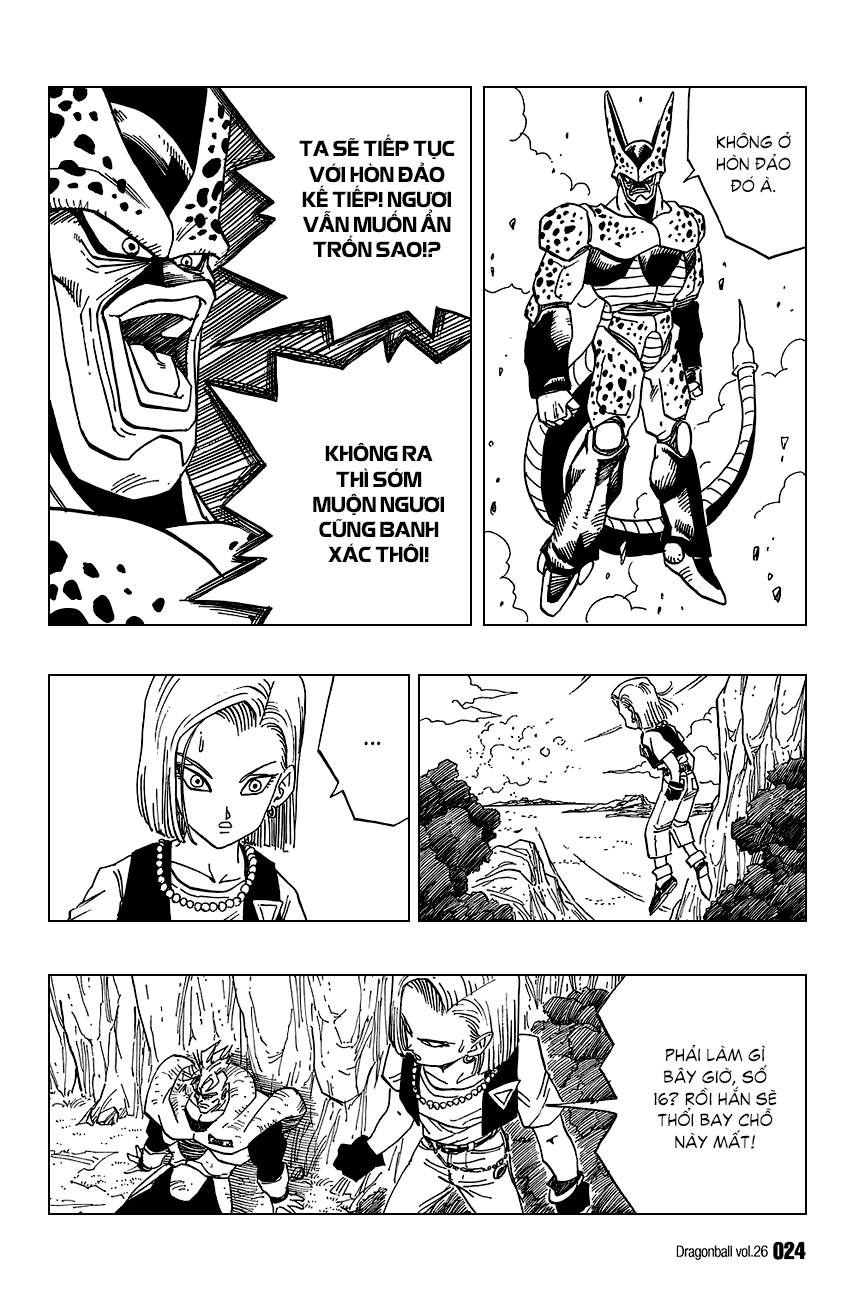 KHÔNG Ở
HÒN ĐẢO
ĐÓ À.
TA SẼ TIẾP TỤC
VỚI HÒN ĐẢO
KẾ TIẾP! NGƯƠI
VẪN MUỐN ẨN
TRỐN SAO!?
KHÔNG RA
THÌ SỚM
MUỘN NGƯƠI
CŨNG BANH
XÁC THÔI!
...
PHẢI LÀM GÌ
BÂY GIỜ, SỐ
16? RỒI HẮN SẼ
THỔI BAY CHỖ
NÀY MẤT!
Dragonball vol.26 024